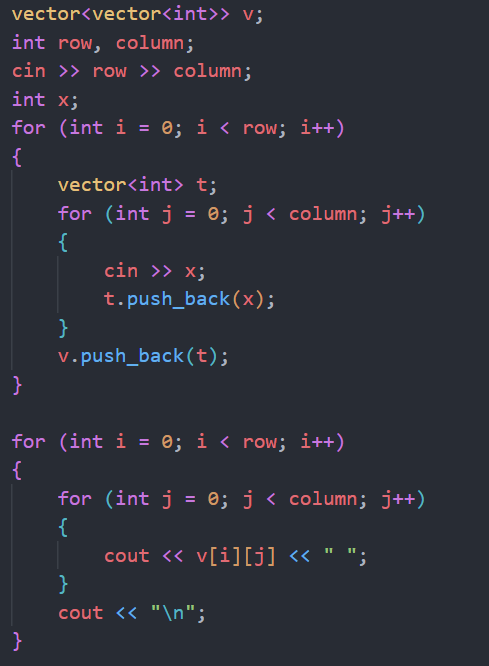 vector<vector<int>> v;
int row, column;
cin >> row >> column;
int x;
for (int i = 0; i < row; i++)
{
    vector<int> t;
    for (int j = 0; j < column; j++)
    {
        cin >> x;
        t.push_back(x);
    }
    v.push_back(t);
}

for (int i = 0; i < row; i++)
{
    for (int j = 0; j < column; j++)
    {
        cout << v[i][j] << " ";
    }
    cout << "\n";
}